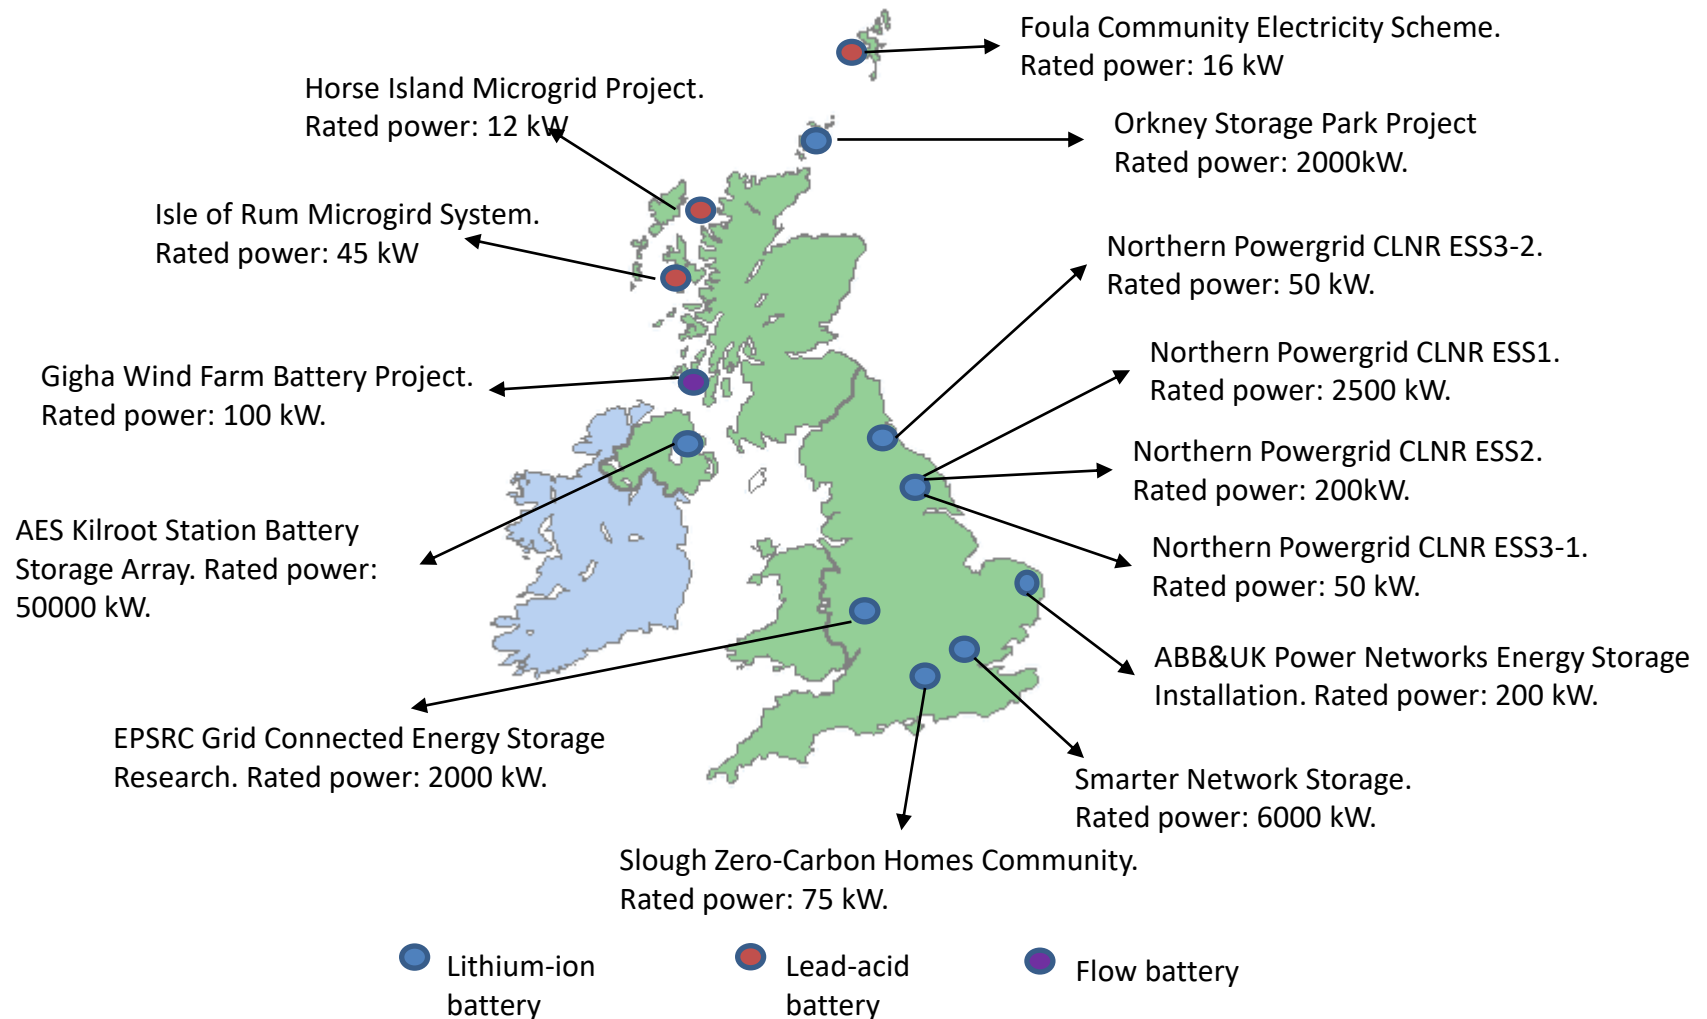 Foula Community Electricity Scheme.
Rated power: 16 kW
Horse Island Microgrid Project.
Rated power: 12 kW
Orkney Storage Park Project
Rated power: 2000kW.
Isle of Rum Microgird System.
Rated power: 45 kW
Northern Powergrid CLNR ESS3-2.
Rated power: 50 kW.
Northern Powergrid CLNR ESS1.
Rated power: 2500 kW.
Gigha Wind Farm Battery Project.
Rated power: 100 kW.
Northern Powergrid CLNR ESS2.
Rated power: 200kW.
AES Kilroot Station Battery
Storage Array. Rated power:
50000 kW.
Northern Powergrid CLNR ESS3-1.
Rated power: 50 kW.
ABB&UK Power Networks Energy Storage
Installation. Rated power: 200 kW.
EPSRC Grid Connected Energy Storage
Research. Rated power: 2000 kW.
Smarter Network Storage.
Rated power: 6000 kW.
Slough Zero-Carbon Homes Community.
Rated power: 75 kW.
Lithium-ion
battery
Lead-acid
battery
Flow battery